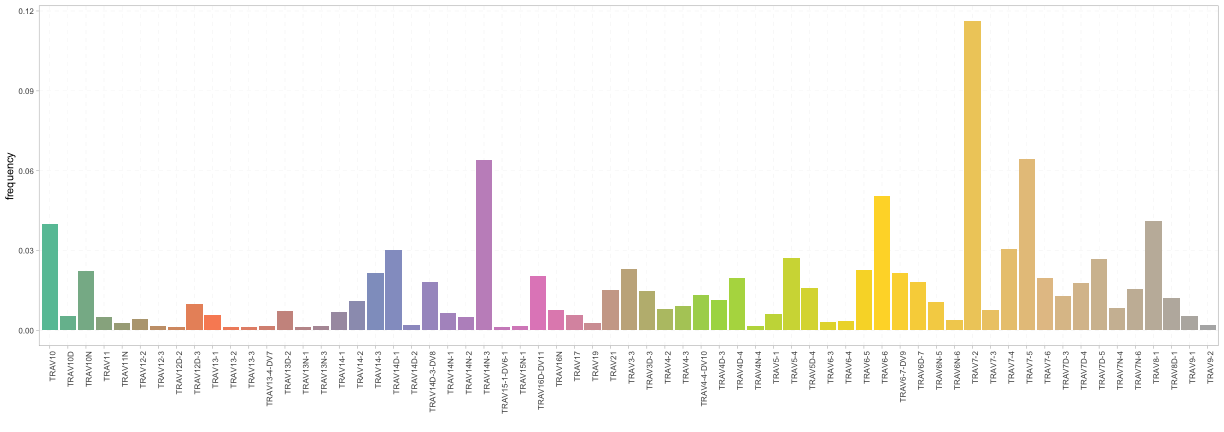 0.12
0.09
0.06
0.03
0.00
frequency
TRAV10
TRAV10D
TRAV10N
TRAV11
TRAV11N
TRAV12-2
TRAV12-3
TRAV12D-2
TRAV12D-3
TRAV13-1
TRAV13-2
TRAV13-3
TRAV13-4-DV7
TRAV13D-2
TRAV13N-1
TRAV13N-3
TRAV14-1
TRAV14-2
TRAV14-3
TRAV14D-1
TRAV14D-2
TRAV14D-3-DV8
TRAV14N-1
TRAV14N-2
TRAV14N-3
TRAV15-1-DV6-1
TRAV15N-1
TRAV16D-DV11
TRAV16N
TRAV17
TRAV19
TRAV21
TRAV3-3
TRAV3D-3
TRAV4-2
TRAV4-3
TRAV4-4-DV10
TRAV4D-3
TRAV4D-4
TRAV4N-4
TRAV5-1
TRAV5-4
TRAV5D-4
TRAV6-3
TRAV6-4
TRAV6-5
TRAV6-6
TRAV6-7-DV9
TRAV6D-7
TRAV6N-5
TRAV6N-6
TRAV7-2
TRAV7-3
TRAV7-4
TRAV7-5
TRAV7-6
TRAV7D-3
TRAV7D-4
TRAV7D-5
TRAV7N-4
TRAV7N-6
TRAV8-1
TRAV8D-1
TRAV9-1
TRAV9-2